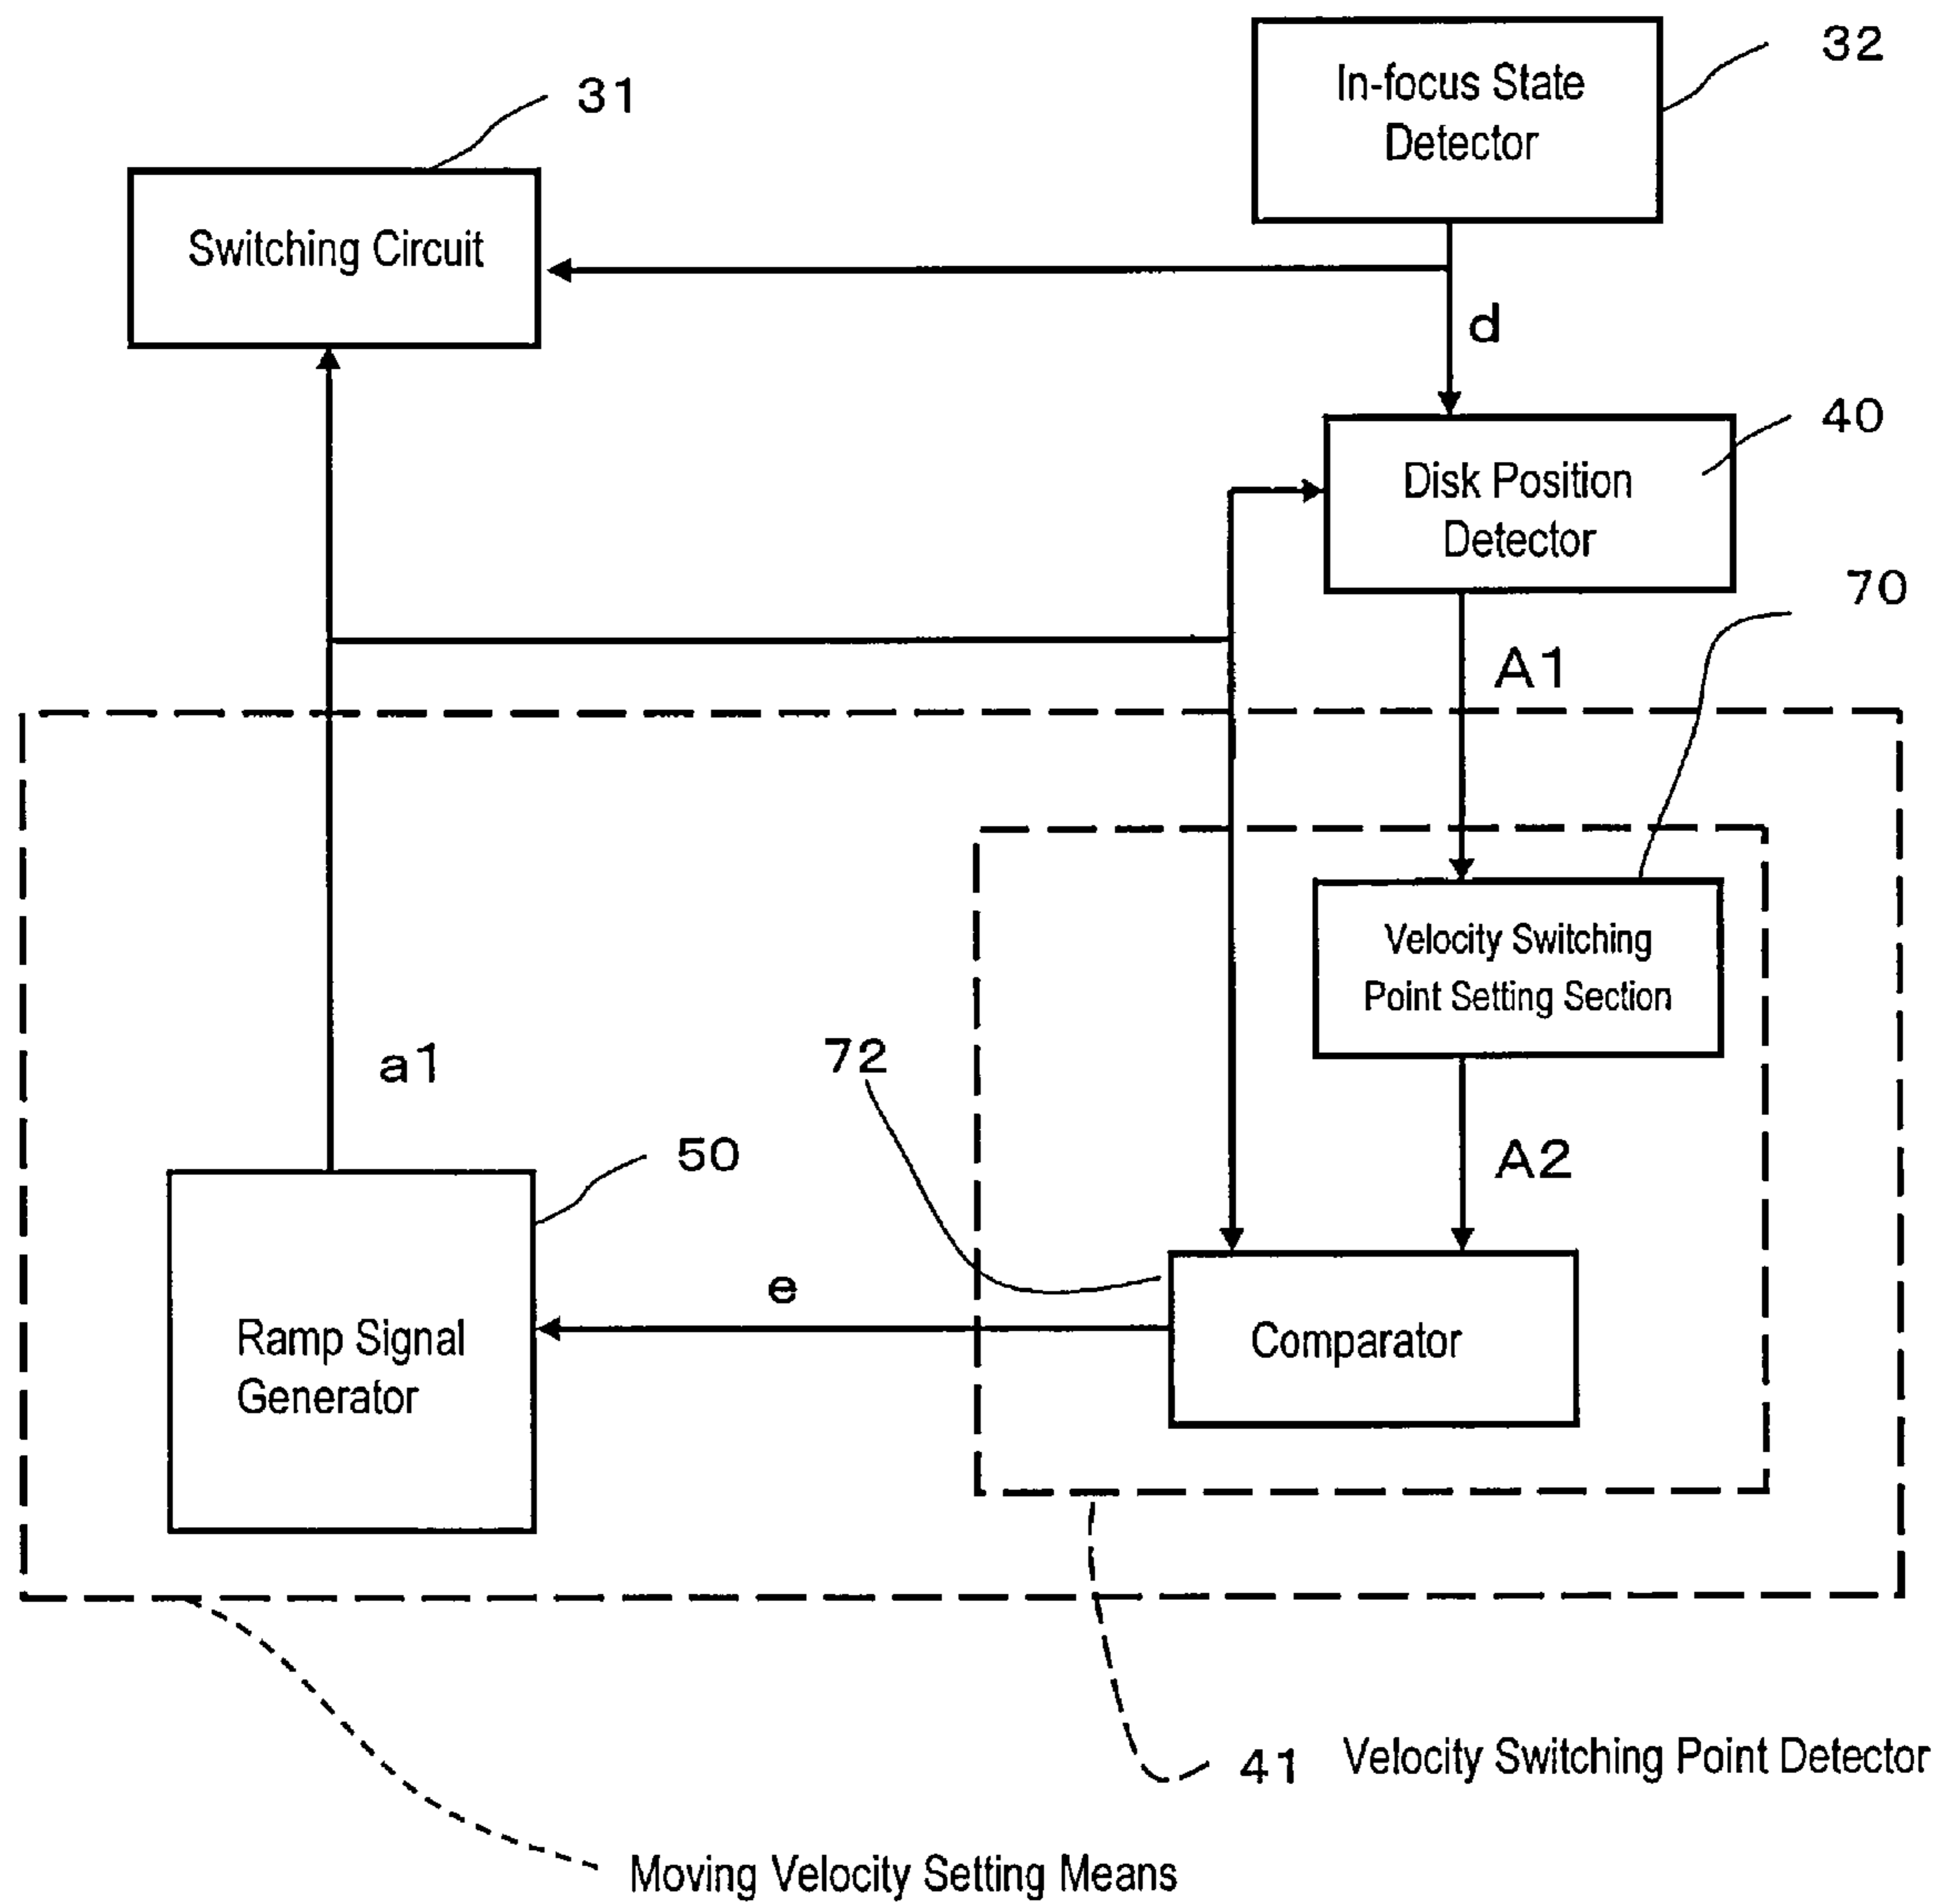 32
In-focus State
Detector
31
Switching Circuit
d
40
Disk Position
Detector
70
A1
Velocity Switching
Point Setting Section
72
a1
A2
50
e
Ramp Signal
Generator
Comparator
41 Velocity Switching Point Detector
Moving Velocity Setting Means